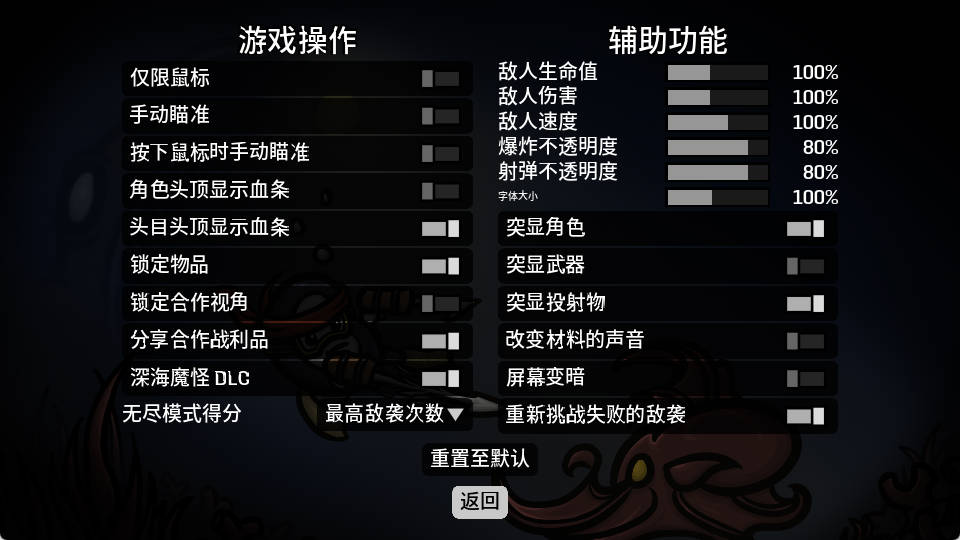 游戏操作
仅限鼠标
手动瞄准
按下鼠标时手动瞄准
角色头顶显示血条
头目头顶显示血条
锁定物品
锁定合作视角
分享合作战利品
深海魔怪 DLC
无尽模式得分 最高敌袭次数
辅助功能
敌人生命值 100%
敌人伤害 100%
敌人速度 100%
爆炸不透明度 80%
射弹不透明度 80%
字体大小 100%
突显角色
突显武器
突显投射物
改变材料的声音
屏幕变暗
重新挑战失败的敌袭
重置至默认
返回